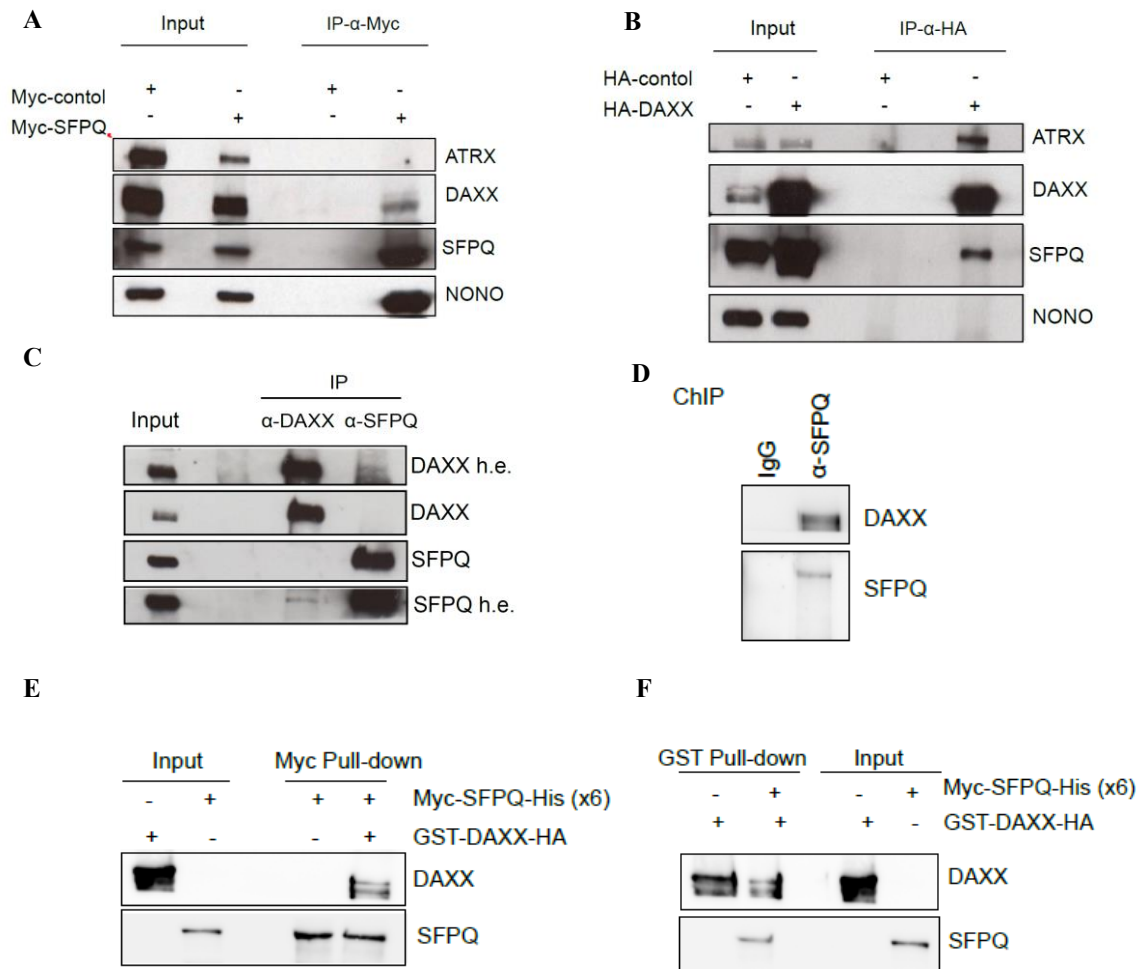 A
Input IP-α-Myc
Myc-contol + - + -
Myc-SFPQ - + - +
ATRX
DAXX
SFPQ
NONO
B
Input IP-α-HA
HA-contol + - + -
HA-DAXX - + - +
ATRX
DAXX
SFPQ
NONO
C
IP
Input α-DAXX α-SFPQ
DAXX h.e.
DAXX
SFPQ
SFPQ h.e.
D
ChIP
IgG
α-SFPQ
DAXX
SFPQ
E
Input Myc Pull-down
- + + + Myc-SFPQ-His (x6)
+ - - + GST-DAXX-HA
DAXX
SFPQ
F
GST Pull-down Input
- + - + Myc-SFPQ-His (x6)
+ + + - GST-DAXX-HA
DAXX
SFPQ